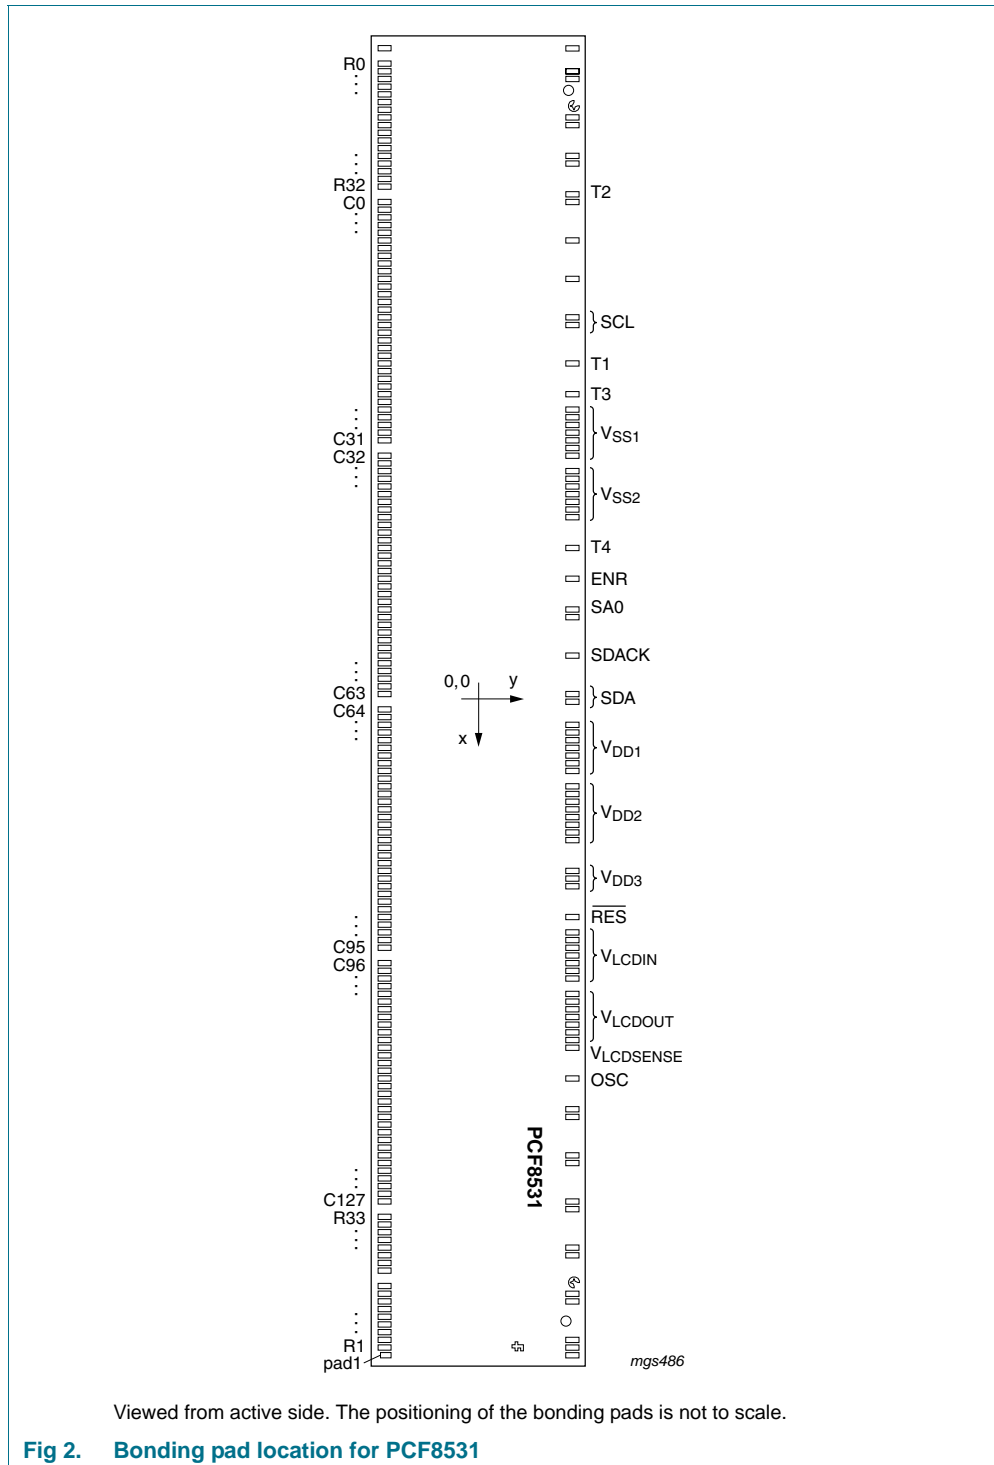 R0
R32
C0
T2
SCL
T1
T3
VSS1
C31
C32
VSS2
T4
ENR
SA0
SDACK
0,0
y
x
C63
C64
SDA
VDD1
VDD2
VDD3
RES
C95
C96
VLCDIN
VLCDOUT
VLCDSENSE
OSC
PCF8531
C127
R33
R1
pad1
mgs486
Viewed from active side. The positioning of the bonding pads is not to scale.
Fig 2. Bonding pad location for PCF8531